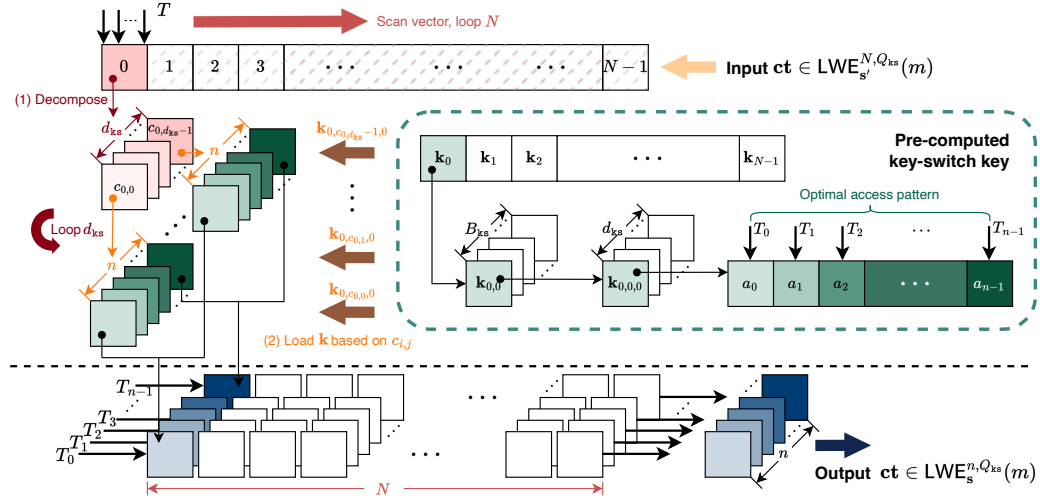 T
Scan vector, loop N
0 1 2 3 ··· ··· ··· N−1
Input ct ∈ LWE_{s′}^{N,Q_ks}(m)
(1) Decompose
d_ks
c_{0,d_ks−1}
n
c_{0,0}
Loop d_ks
n
k_{0,c_{0,d_ks−1},0}
k_{0,c_{0,1},0}
k_{0,c_{0,0},0}
(2) Load k based on c_{i,j}
Pre-computed
key-switch key
k_0 k_1 k_2 ··· k_{N−1}
Optimal access pattern
B_ks
d_ks
T_0 T_1 T_2 ··· T_{n−1}
k_{0,0}
k_{0,0,0}
a_0 a_1 a_2 ··· a_{n−1}
T_{n−1}
T_3
T_2
T_1
T_0
···
···
n
N
Output ct ∈ LWE_s^{n,Q_ks}(m)